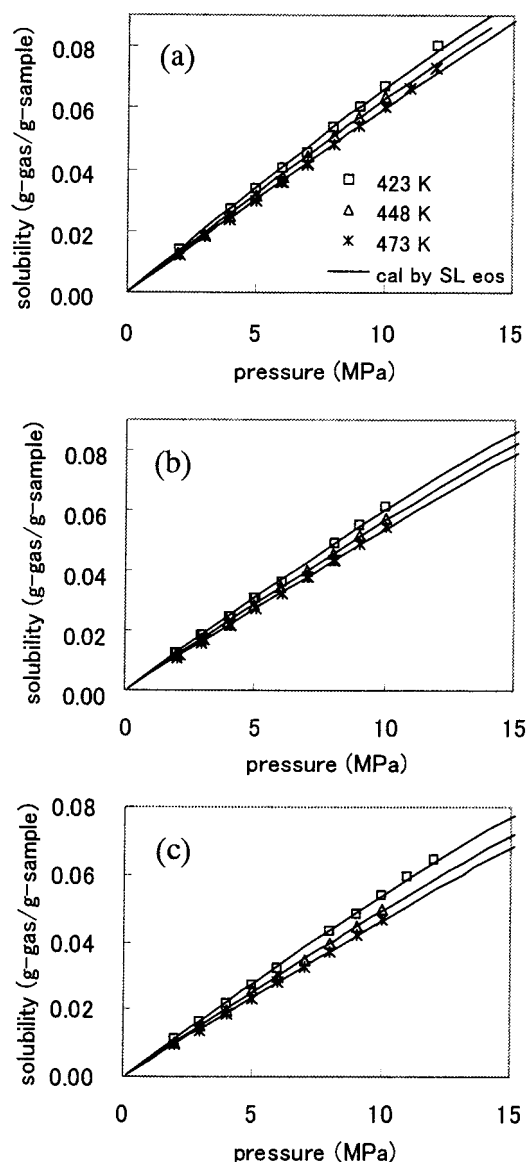 (a)
solubility (g-gas/g-sample)
0.08
0.06
0.04
0.02
0.00
423 K
448 K
473 K
cal by SL eos
0 5 10 15
pressure (MPa)
(b)
solubility (g-gas/g-sample)
0.08
0.06
0.04
0.02
0.00
0 5 10 15
pressure (MPa)
(c)
solubility (g-gas/g-sample)
0.08
0.06
0.04
0.02
0.00
0 5 10 15
pressure (MPa)